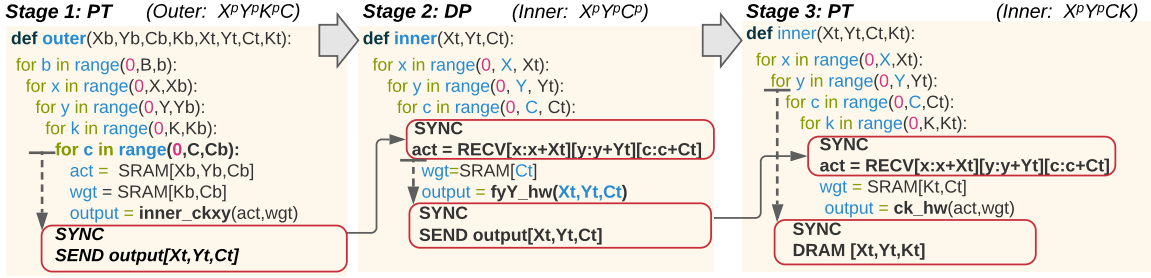 Stage 1: PT (Outer: XᵖYᵖKᵖC)
def outer(Xb,Yb,Cb,Kb,Xt,Yt,Ct,Kt):
for b in range(0,B,b):
for x in range(0,X,Xb):
for y in range(0,Y,Yb):
for k in range(0,K,Kb):
for c in range(0,C,Cb):
act = SRAM[Xb,Yb,Cb]
wgt = SRAM[Kb,Cb]
output = inner_ckxy(act,wgt)
SYNC
SEND output[Xt,Yt,Ct]
Stage 2: DP (Inner: XᵖYᵖCᵖ)
def inner(Xt,Yt,Ct):
for x in range(0, X, Xt):
for y in range(0, Y, Yt):
for c in range(0, C, Ct):
SYNC
act = RECV[x:x+Xt][y:y+Yt][c:c+Ct]
wgt=SRAM[Ct]
output = fyY_hw(Xt,Yt,Ct)
SYNC
SEND output[Xt,Yt,Ct]
Stage 3: PT (Inner: XᵖYᵖCK)
def inner(Xt,Yt,Ct,Kt):
for x in range(0,X,Xt):
for y in range(0,Y,Yt):
for c in range(0,C,Ct):
for k in range(0,K,Kt):
SYNC
act = RECV[x:x+Xt][y:y+Yt][c:c+Ct]
wgt = SRAM[Kt,Ct]
output = ck_hw(act,wgt)
SYNC
DRAM [Xt,Yt,Kt]